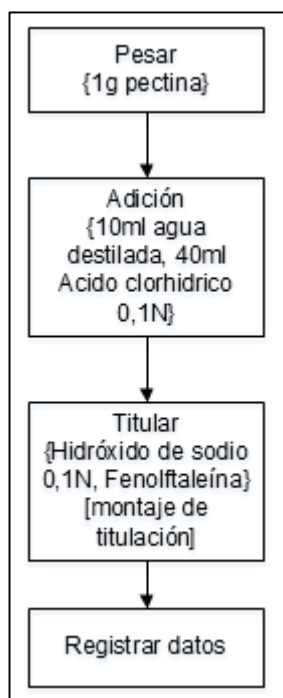 Pesar
{1g pectina}
Adición
{10ml agua
destilada, 40ml
Acido clorhidrico
0,1N}
Titular
{Hidróxido de sodio
0,1N, Fenolftaleína}
[montaje de
titulación]
Registrar datos